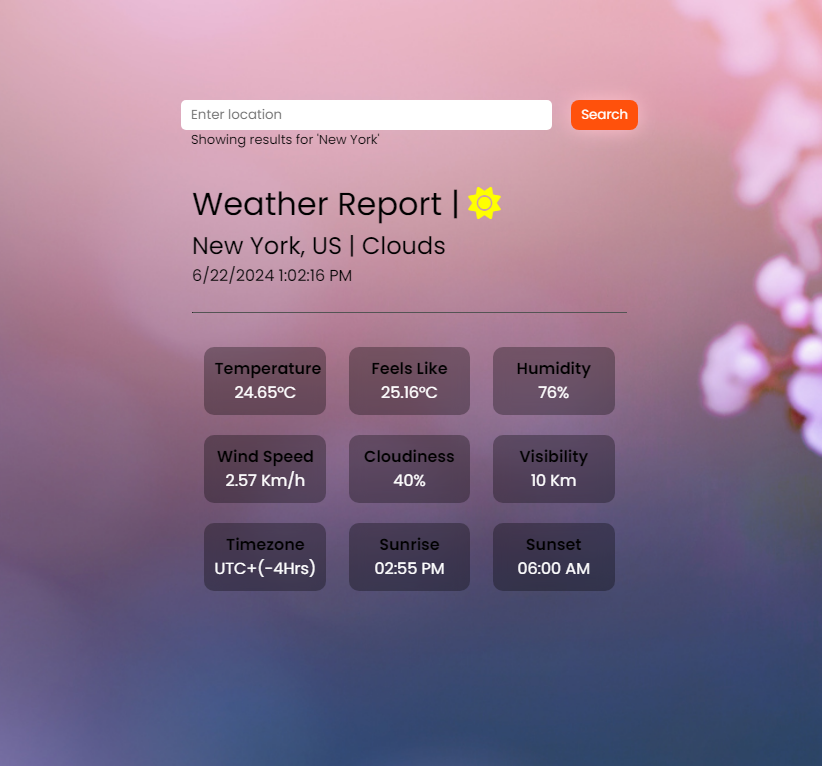 Enter location
Search
Showing results for 'New York'
Weather Report |
New York, US | Clouds
6/22/2024 1:02:16 PM
Temperature
24.65°C
Feels Like
25.16°C
Humidity
76%
Wind Speed
2.57 Km/h
Cloudiness
40%
Visibility
10 Km
Timezone
UTC+(-4Hrs)
Sunrise
02:55 PM
Sunset
06:00 AM